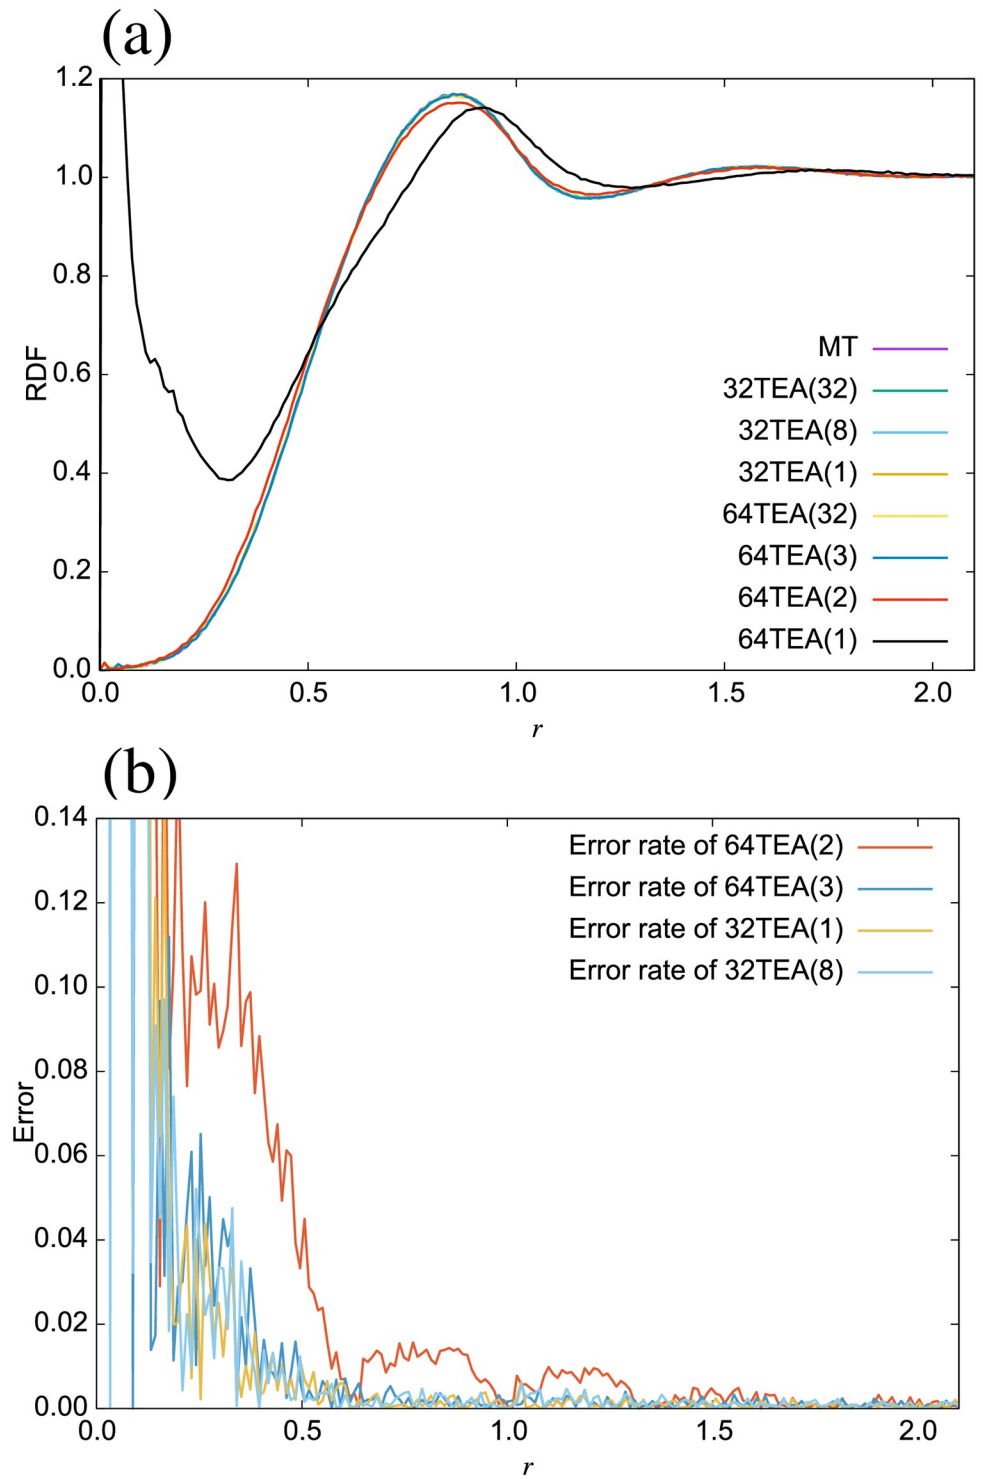 (a)
1.2
1.0
0.8
0.6
0.4
0.2
0.0
RDF
MT
32TEA(32)
32TEA(8)
32TEA(1)
64TEA(32)
64TEA(3)
64TEA(2)
64TEA(1)
0.0 0.5 1.0 1.5 2.0
r
(b)
0.14
0.12
0.10
0.08
0.06
0.04
0.02
0.00
Error
Error rate of 64TEA(2)
Error rate of 64TEA(3)
Error rate of 32TEA(1)
Error rate of 32TEA(8)
0.0 0.5 1.0 1.5 2.0
r